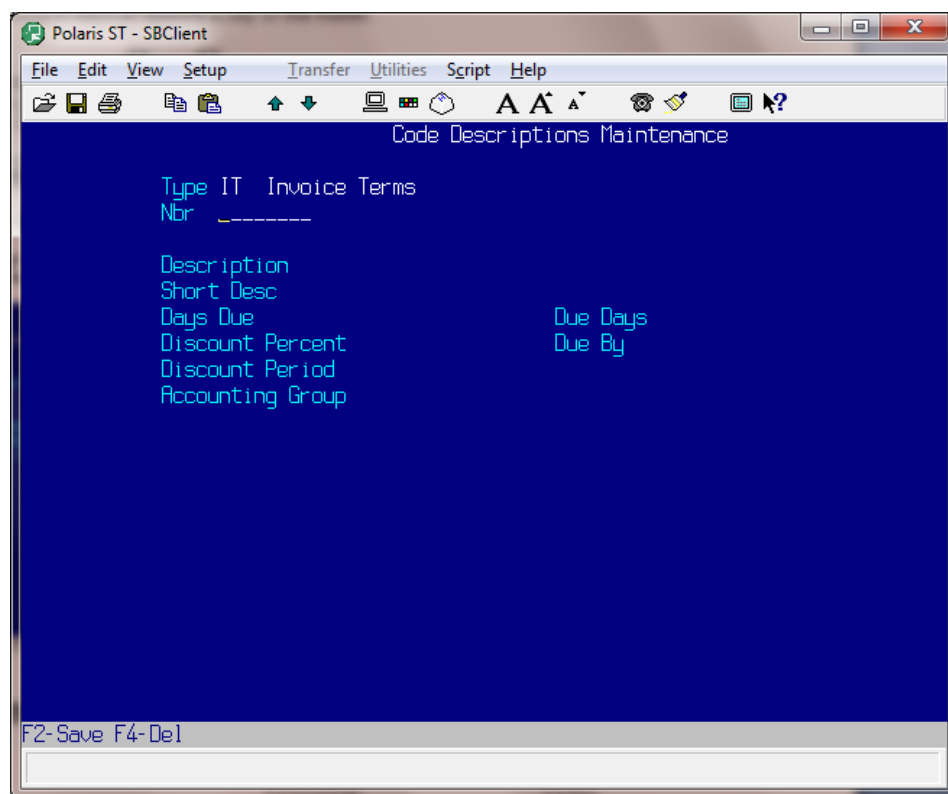 Polaris ST - SBClient
File Edit View Setup Transfer Utilities Script Help
Code Descriptions Maintenance
Type IT Invoice Terms
Nbr ________
Description
Short Desc
Days Due Due Days
Discount Percent Due By
Discount Period
Accounting Group
F2-Save F4-Del